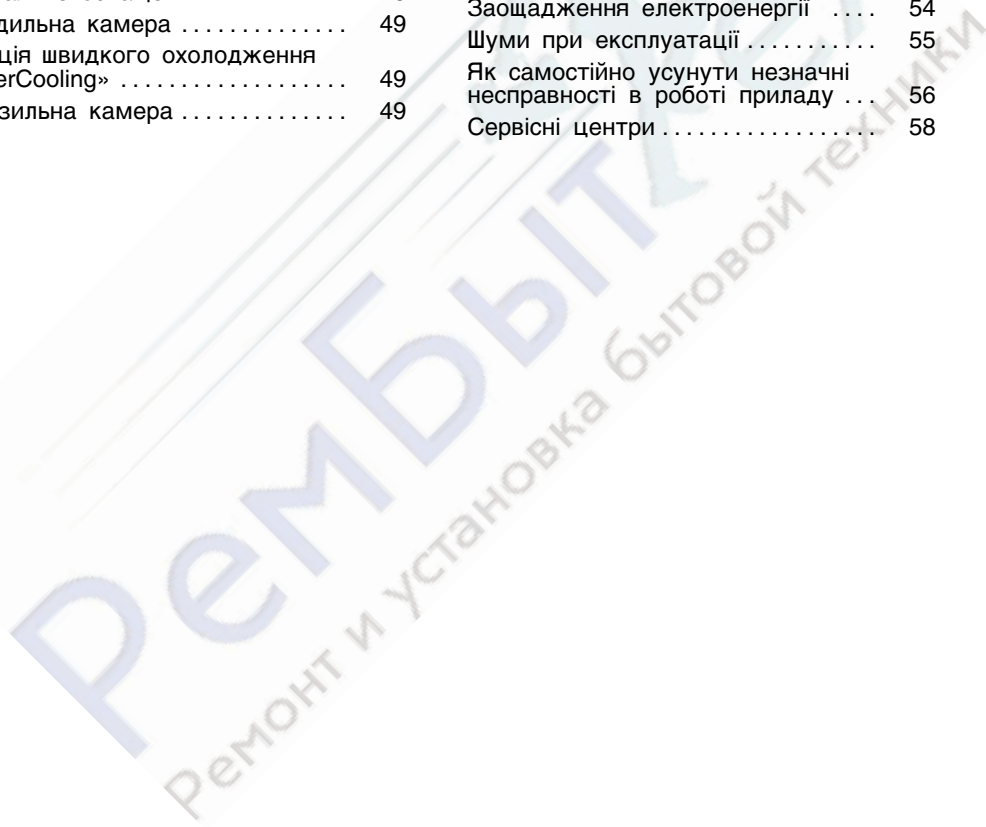 дильна камера .............. 49
ція швидкого охолодження
erCooling» ................... 49
зильна камера .............. 49
Заощадження електроенергії .... 54
Шуми при експлуатації ........... 55
Як самостійно усунути незначні
несправності в роботі приладу ... 56
Сервісні центри .................. 58
РемБыТ
Ремонт и установка бытовой техники